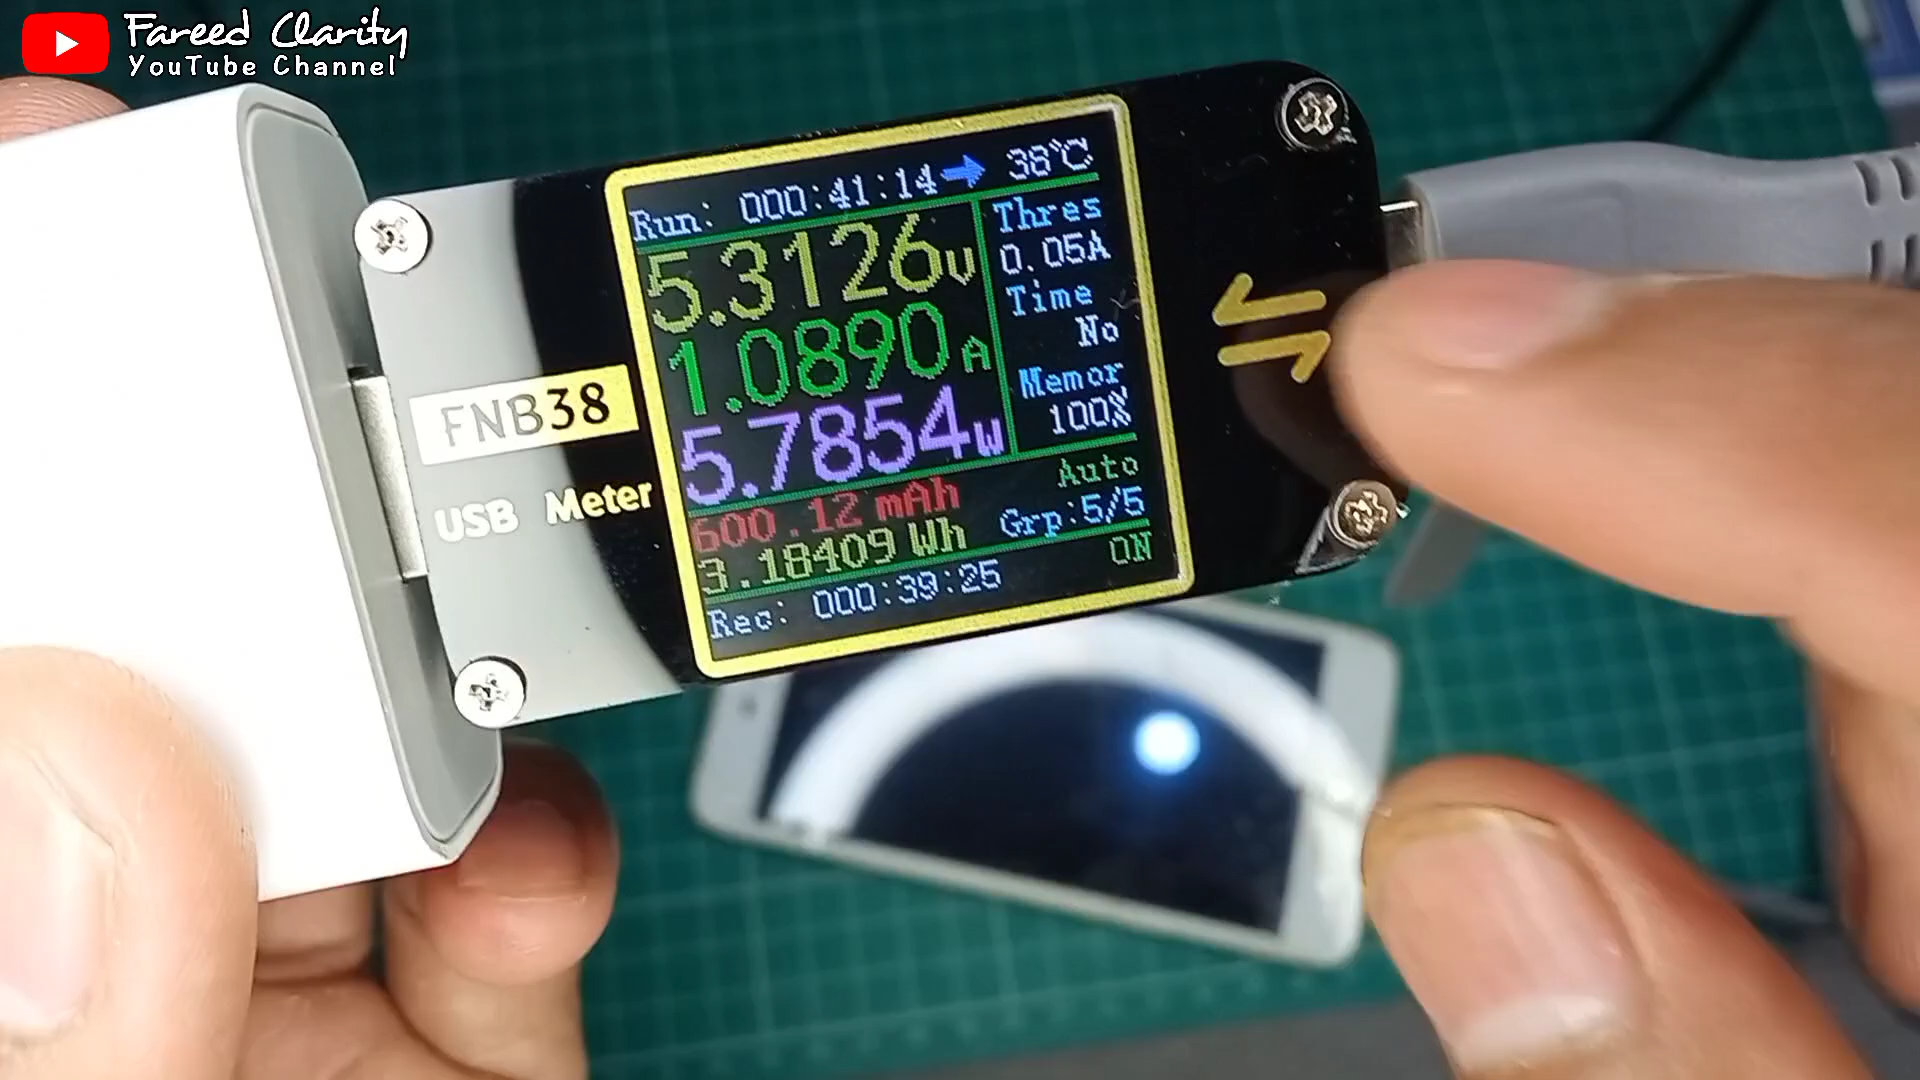 Fareed Clarity
YouTube Channel
Run: 000:41:14 38℃
5.3126V
1.0890A
5.7854W
Thres
0.05A
Time
No
Memor
100%
600.12 mAh
3.18409 Wh
Auto
Grp:5/5
ON
Rec: 000:39:25
FNB38
USB Meter